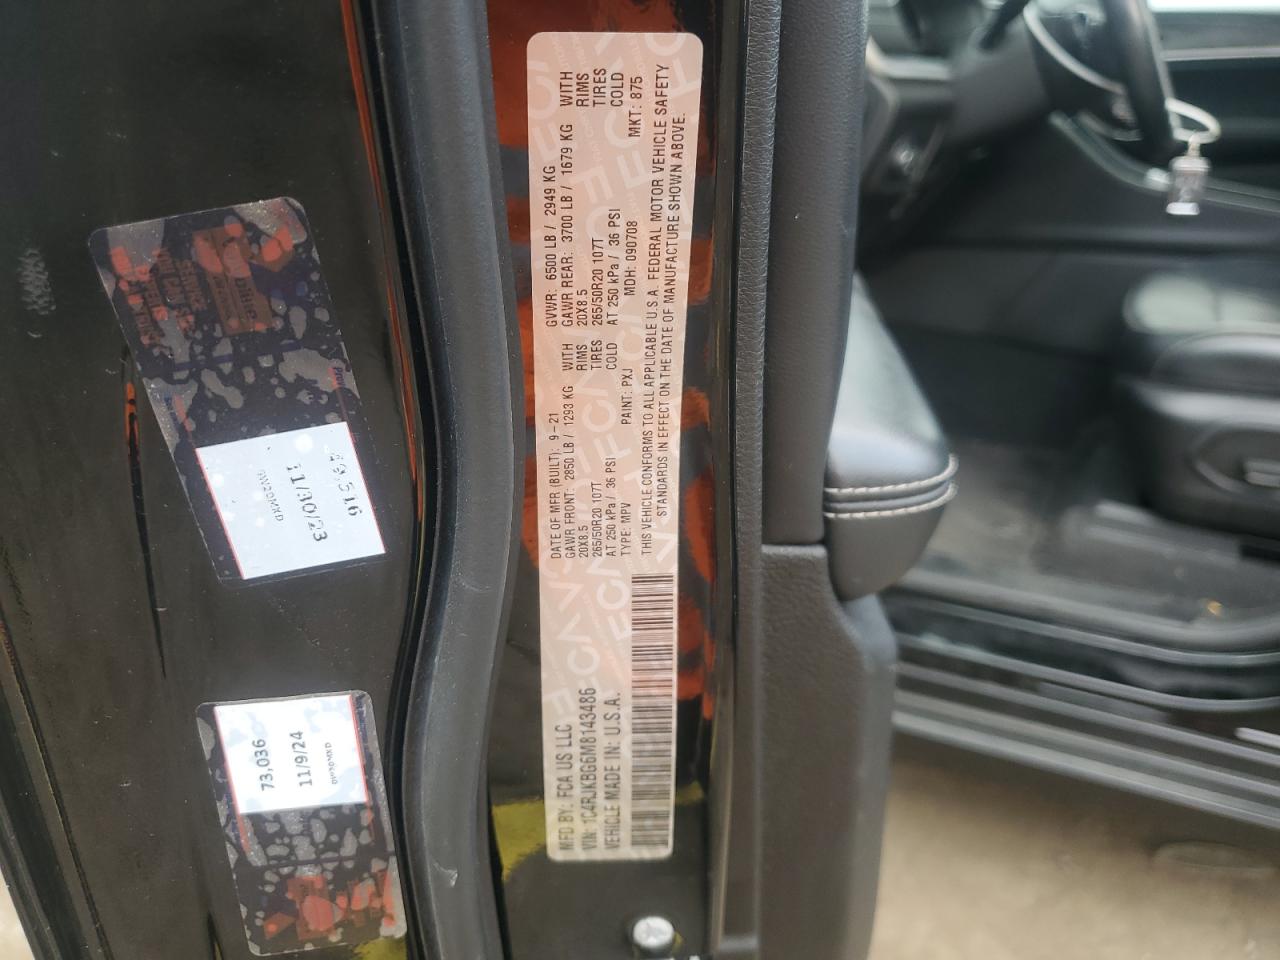 MFD BY: FCA US LLC
VIN: 1C4RJKBG6M8143486
VEHICLE MADE IN: U.S.A.
DATE OF MFR (BUILT): 9-21 GVWR: 6500 LB / 2949 KG
GAWR FRONT: 2850 LB / 1293 KG WITH GAWR REAR: 3700 LB / 1679 KG WITH
20X8.5 RIMS 20X8.5 RIMS
265/50R20 107T TIRES 265/50R20 107T TIRES
AT 250 kPa / 36 PSI COLD AT 250 kPa / 36 PSI COLD
TYPE: MPV PAINT: PXJ MDH: 090708 MKT: 875
THIS VEHICLE CONFORMS TO ALL APPLICABLE U.S.A. FEDERAL MOTOR VEHICLE SAFETY
STANDARDS IN EFFECT ON THE DATE OF MANUFACTURE SHOWN ABOVE.
11/30/23
0W20MXD
73,036
11/9/24